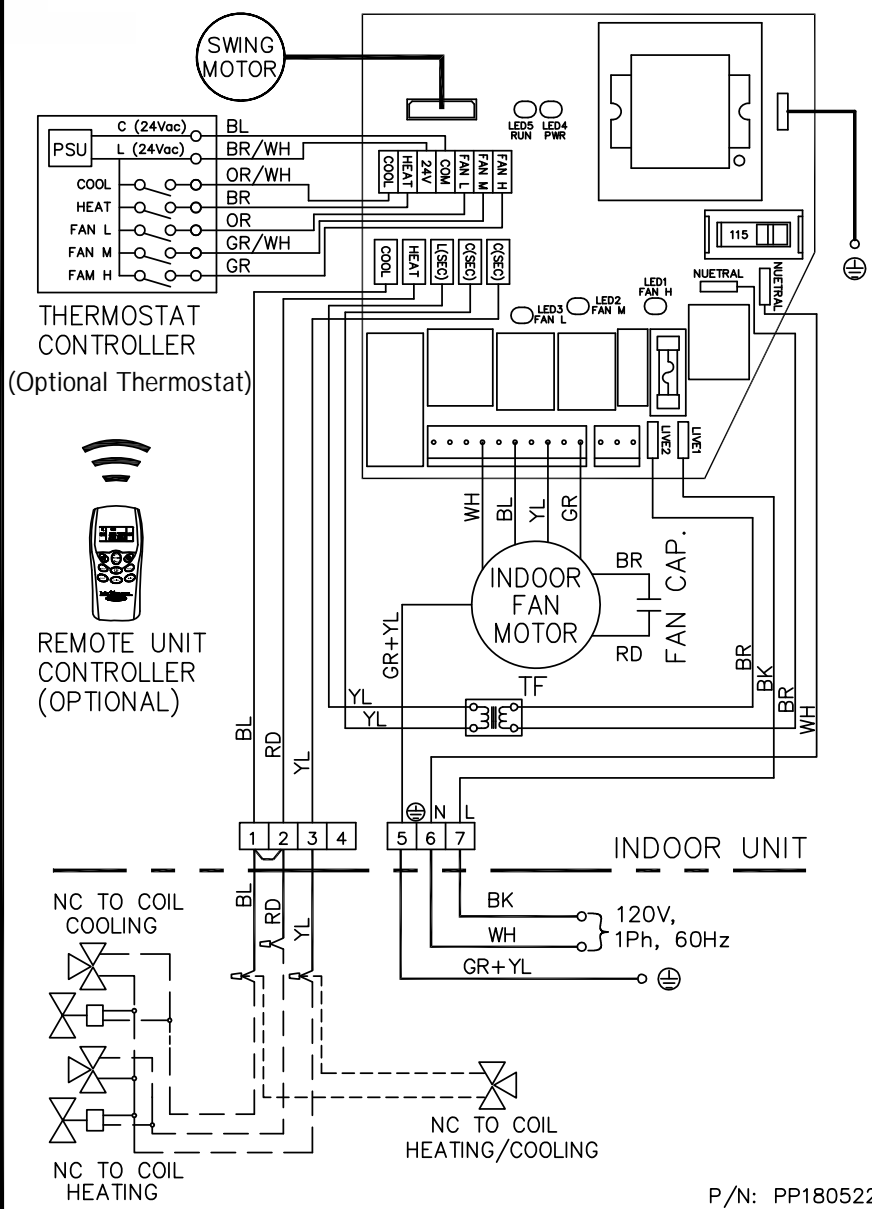 SWING
MOTOR
LED5
RUN
LED4
PWR
C (24Vac)
BL
PSU
L (24Vac)
BR/WH
COOL
OR/WH
HEAT
BR
FAN L
OR
FAN M
GR/WH
FAM H
GR
COOL
HEAT
24V
COM
FAN L
FAN M
FAN H
115
COOL
HEAT
L(SEC)
C(SEC)
C(SEC)
NUETRAL
NUETRAL
LED1
FAN H
LED2
FAN M
LED3
FAN L
THERMOSTAT
CONTROLLER
(Optional Thermostat)
LIVE2
LIVE1
WH
BL
YL
GR
INDOOR
FAN
MOTOR
BR
RD
FAN CAP.
GR+YL
REMOTE UNIT
CONTROLLER
(OPTIONAL)
TF
YL
YL
BR
BK
BR
WH
BL
RD
YL
N
L
1
2
3
4
5
6
7
INDOOR UNIT
BL
RD
YL
NC TO COIL
COOLING
BK
WH
120V,
1Ph, 60Hz
GR+YL
NC TO COIL
HEATING/COOLING
NC TO COIL
HEATING
P/N: PP180522